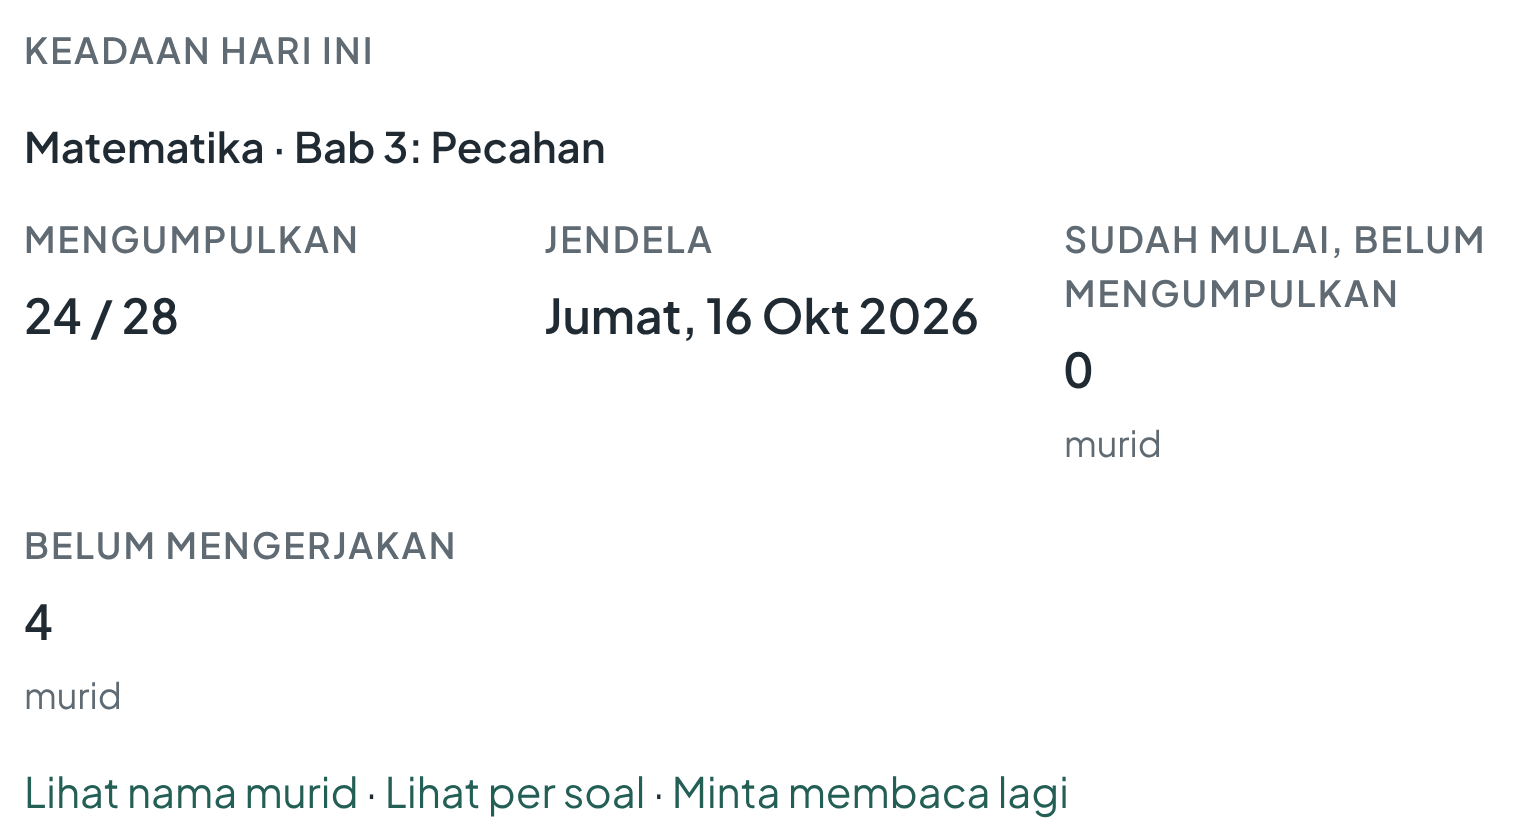 KEADAAN HARI INI
Matematika · Bab 3: Pecahan
MENGUMPULKAN
24 / 28
JENDELA
Jumat, 16 Okt 2026
SUDAH MULAI, BELUM
MENGUMPULKAN
0
murid
BELUM MENGERJAKAN
4
murid
Lihat nama murid · Lihat per soal · Minta membaca lagi